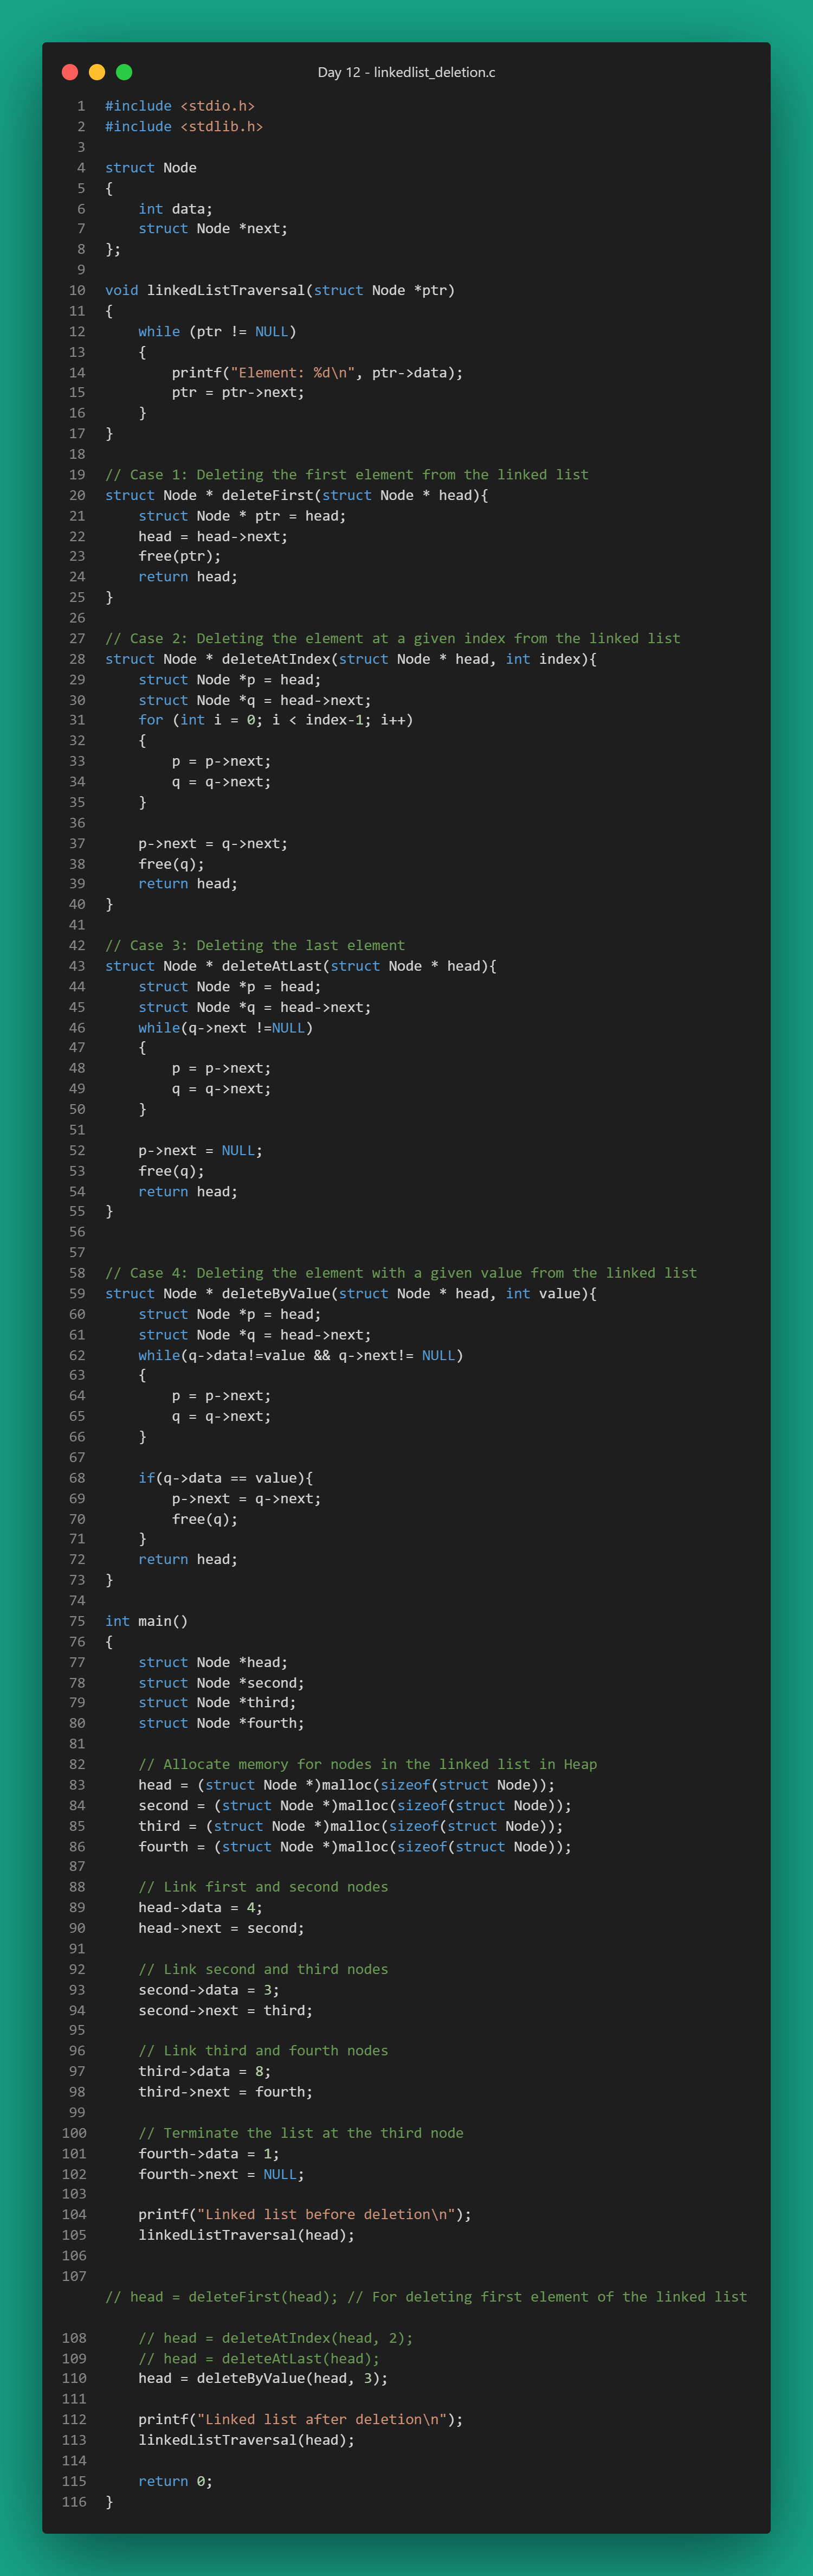 Day 12 - linkedlist_deletion.c
1 #include <stdio.h>
2 #include <stdlib.h>
3
4 struct Node
5 {
6     int data;
7     struct Node *next;
8 };
9
10 void linkedListTraversal(struct Node *ptr)
11 {
12     while (ptr != NULL)
13     {
14         printf("Element: %d\n", ptr->data);
15         ptr = ptr->next;
16     }
17 }
18
19 // Case 1: Deleting the first element from the linked list
20 struct Node * deleteFirst(struct Node * head){
21     struct Node * ptr = head;
22     head = head->next;
23     free(ptr);
24     return head;
25 }
26
27 // Case 2: Deleting the element at a given index from the linked list
28 struct Node * deleteAtIndex(struct Node * head, int index){
29     struct Node *p = head;
30     struct Node *q = head->next;
31     for (int i = 0; i < index-1; i++)
32     {
33         p = p->next;
34         q = q->next;
35     }
36
37     p->next = q->next;
38     free(q);
39     return head;
40 }
41
42 // Case 3: Deleting the last element
43 struct Node * deleteAtLast(struct Node * head){
44     struct Node *p = head;
45     struct Node *q = head->next;
46     while(q->next !=NULL)
47     {
48         p = p->next;
49         q = q->next;
50     }
51
52     p->next = NULL;
53     free(q);
54     return head;
55 }
56
57
58 // Case 4: Deleting the element with a given value from the linked list
59 struct Node * deleteByValue(struct Node * head, int value){
60     struct Node *p = head;
61     struct Node *q = head->next;
62     while(q->data!=value && q->next!= NULL)
63     {
64         p = p->next;
65         q = q->next;
66     }
67
68     if(q->data == value){
69         p->next = q->next;
70         free(q);
71     }
72     return head;
73 }
74
75 int main()
76 {
77     struct Node *head;
78     struct Node *second;
79     struct Node *third;
80     struct Node *fourth;
81
82     // Allocate memory for nodes in the linked list in Heap
83     head = (struct Node *)malloc(sizeof(struct Node));
84     second = (struct Node *)malloc(sizeof(struct Node));
85     third = (struct Node *)malloc(sizeof(struct Node));
86     fourth = (struct Node *)malloc(sizeof(struct Node));
87
88     // Link first and second nodes
89     head->data = 4;
90     head->next = second;
91
92     // Link second and third nodes
93     second->data = 3;
94     second->next = third;
95
96     // Link third and fourth nodes
97     third->data = 8;
98     third->next = fourth;
99
100     // Terminate the list at the third node
101     fourth->data = 1;
102     fourth->next = NULL;
103
104     printf("Linked list before deletion\n");
105     linkedListTraversal(head);
106
107
// head = deleteFirst(head); // For deleting first element of the linked list
108     // head = deleteAtIndex(head, 2);
109     // head = deleteAtLast(head);
110     head = deleteByValue(head, 3);
111
112     printf("Linked list after deletion\n");
113     linkedListTraversal(head);
114
115     return 0;
116 }